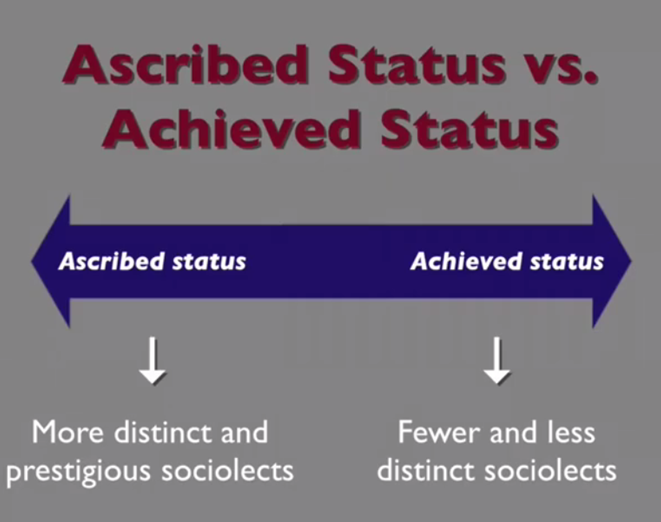 Ascribed Status vs.
Achieved Status
Ascribed status
Achieved status
More distinct and
prestigious sociolects
Fewer and less
distinct sociolects